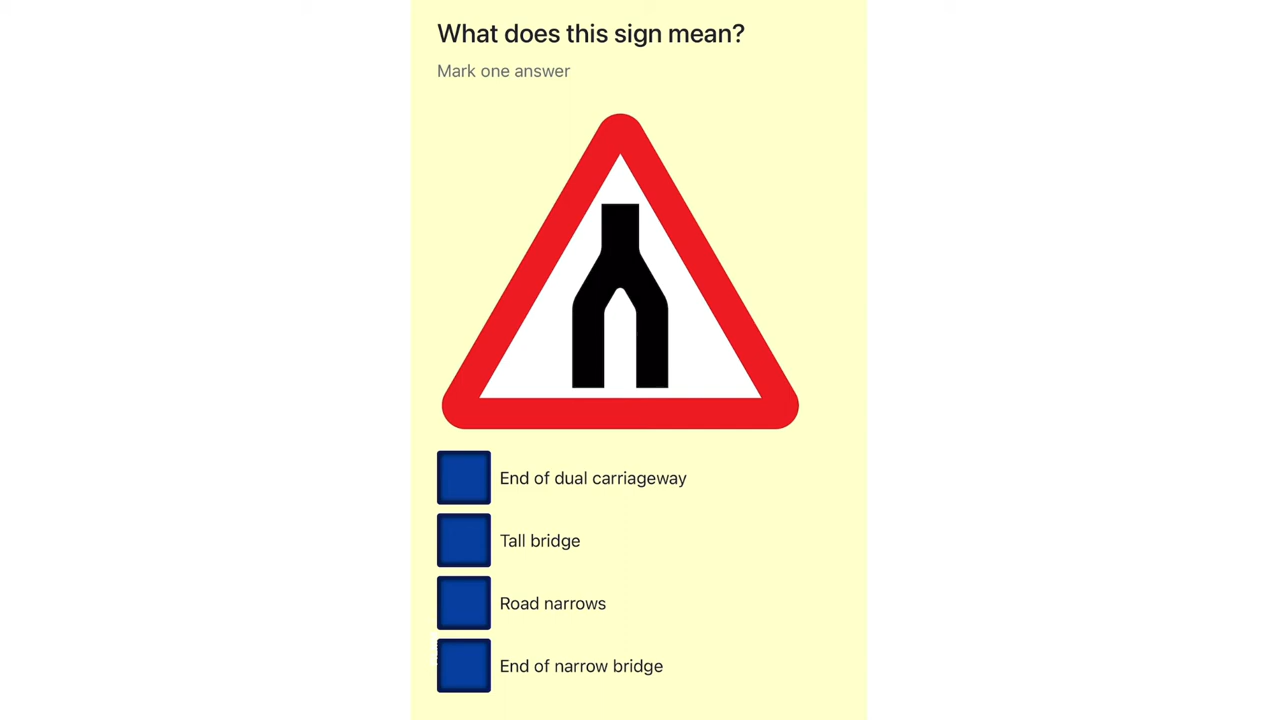 What does this sign mean?
Mark one answer
End of dual carriageway
Tall bridge
Road narrows
End of narrow bridge